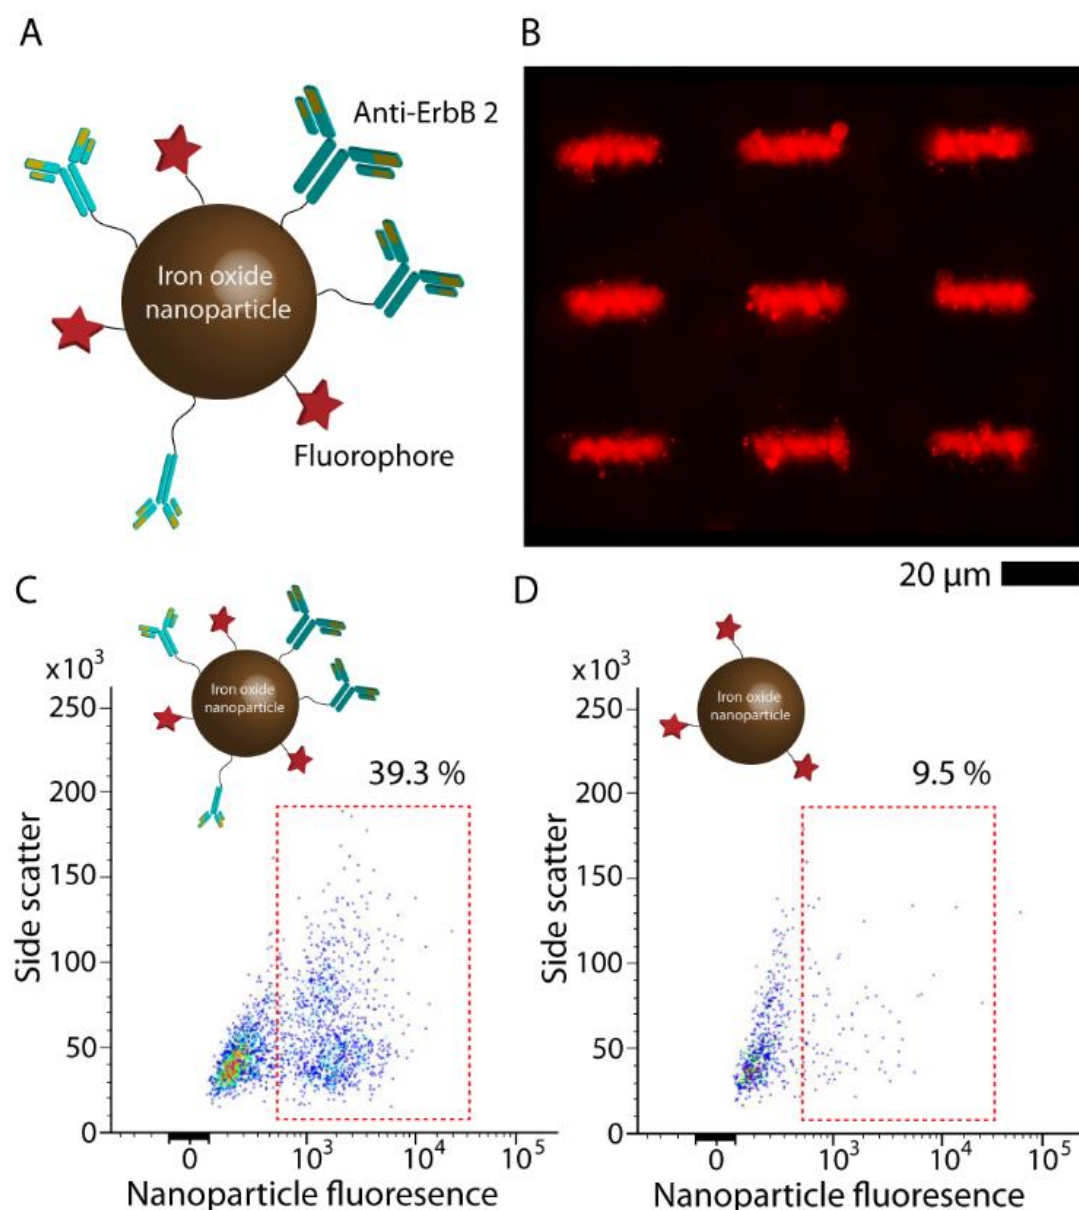 A
B
Anti-ErbB 2
Iron oxide
nanoparticle
Fluorophore
20 µm
C
D
x10³
250
200
150
100
50
0
Side scatter
Iron oxide
nanoparticle
39.3 %
0
10³
10⁴
10⁵
Nanoparticle fluoresence
x10³
250
200
150
100
50
0
Side scatter
Iron oxide
nanoparticle
9.5 %
0
10³
10⁴
10⁵
Nanoparticle fluoresence